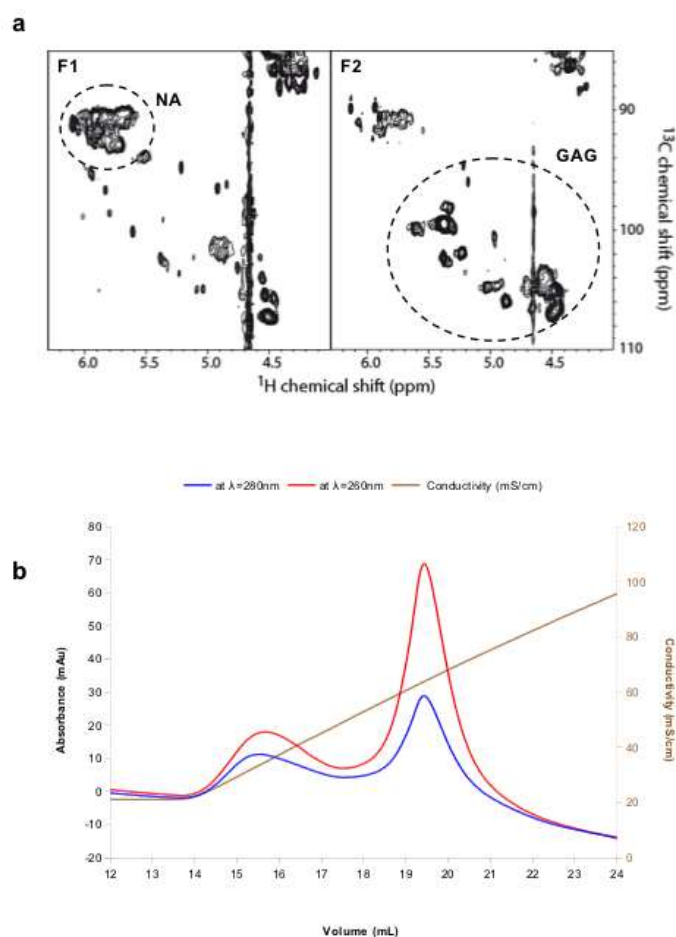 a
F1
NA
F2
GAG
90
100
110
13C chemical shift (ppm)
6.0 5.5 5.0 4.5
6.0 5.5 5.0 4.5
1H chemical shift (ppm)
at λ=280nm at λ=260nm Conductivity (mS/cm)
b
80
70
60
50
40
30
20
10
0
-10
-20
Absorbance (mAu)
120
100
80
60
40
20
0
Conductivity (mS/cm)
12 13 14 15 16 17 18 19 20 21 22 23 24
Volume (mL)